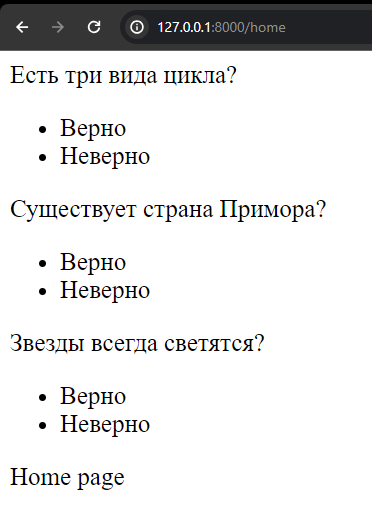 127.0.0.1:8000/home
Есть три вида цикла?
Верно
Неверно
Существует страна Примора?
Верно
Неверно
Звезды всегда светятся?
Верно
Неверно
Home page